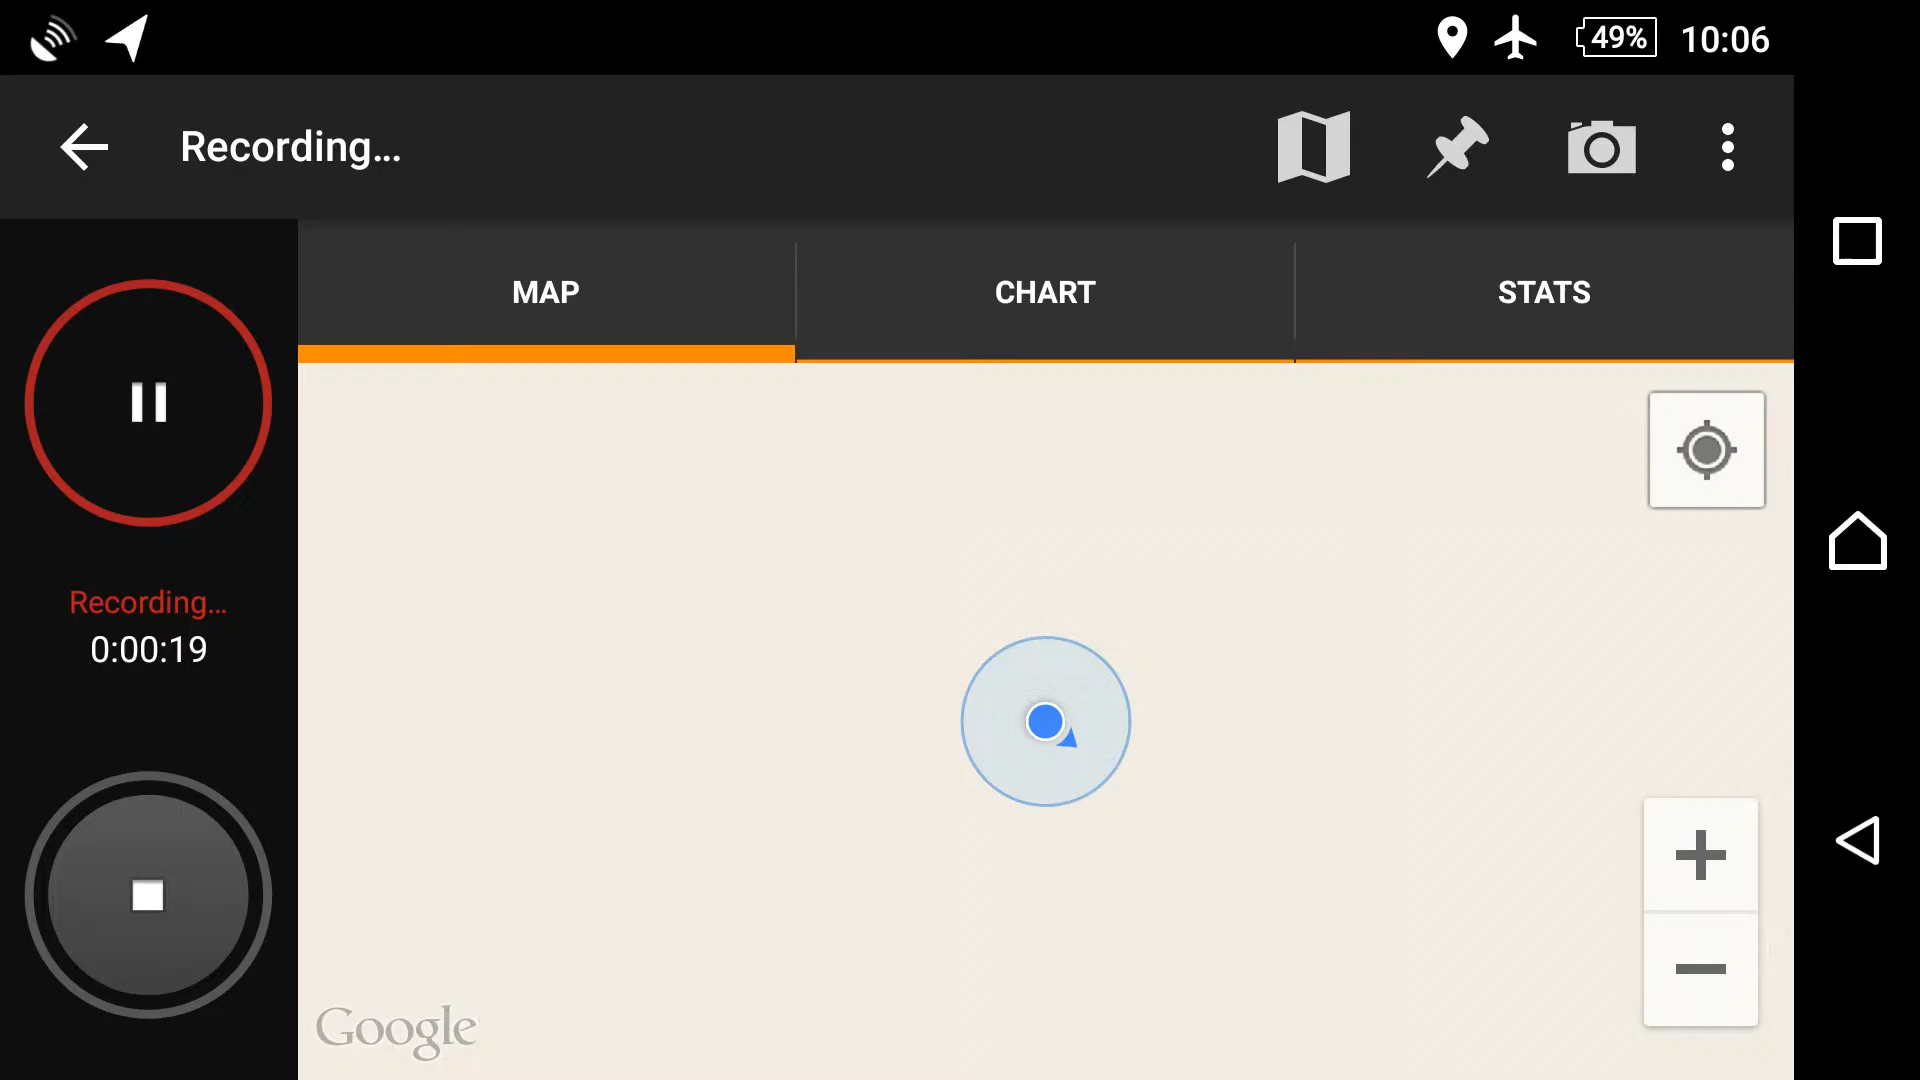 49% 10:06
Recording...
MAP CHART STATS
Recording...
0:00:19
Google